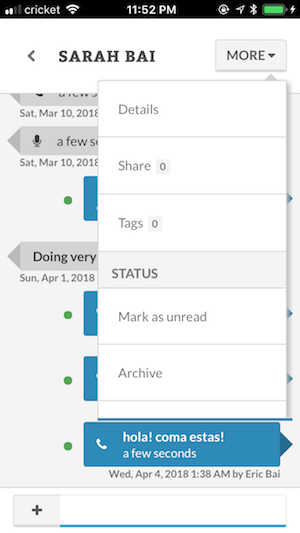 cricket 11:52 PM
SARAH BAI MORE
a few s
Sat, Mar 10, 2018
a few se
Sat, Mar 10, 2018
Doing very
Sun, Apr 1, 2018
Details
Share 0
Tags 0
STATUS
Mark as unread
Archive
hola! coma estas!
a few seconds
Wed, Apr 4, 2018 1:38 AM by Eric Bai
+